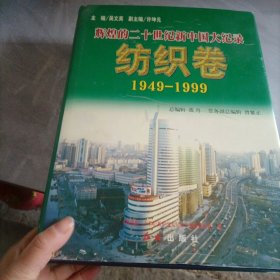 主 编/吴文英 副主编/许坤元
辉煌的二十世纪新中国大纪录
纺织卷
1949-1999
出版社